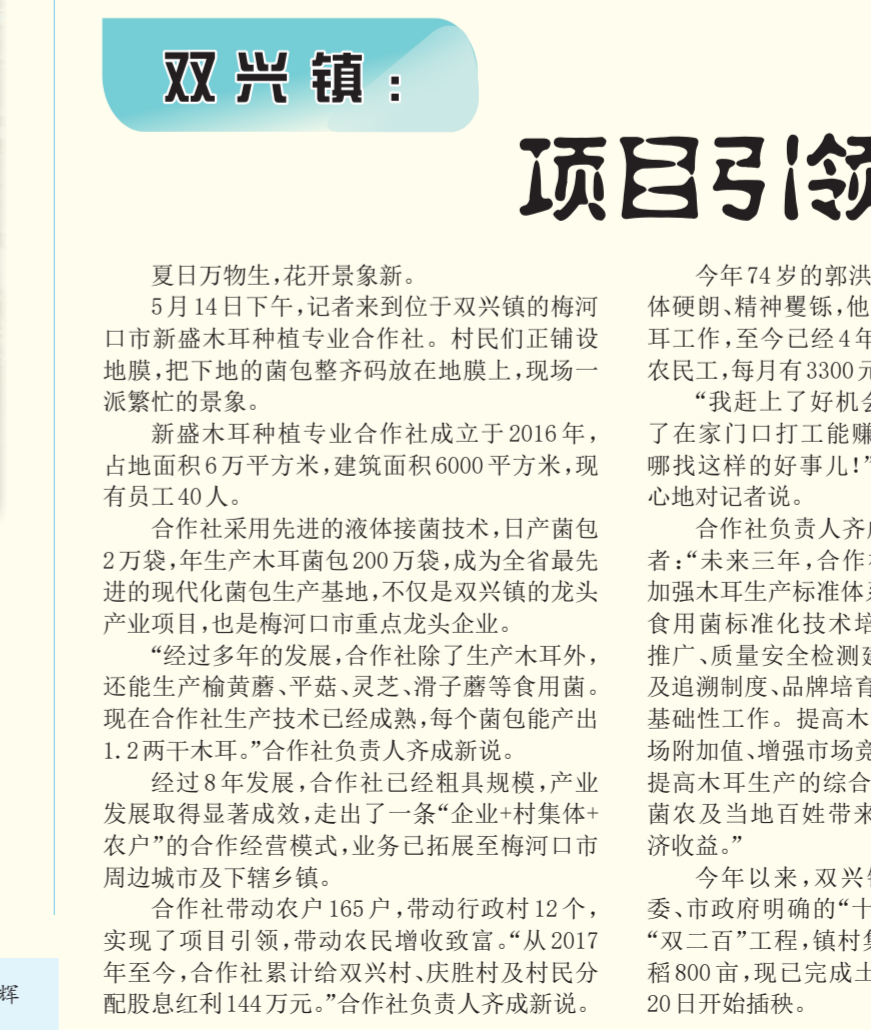 双兴镇：
项目引领
夏日万物生，花开景象新。
5月14日下午，记者来到位于双兴镇的梅河
口市新盛木耳种植专业合作社。村民们正铺设
地膜，把下地的菌包整齐码放在地膜上，现场一
派繁忙的景象。
新盛木耳种植专业合作社成立于2016年，
占地面积6万平方米，建筑面积6000平方米，现
有员工40人。
合作社采用先进的液体接菌技术，日产菌包
2万袋，年生产木耳菌包200万袋，成为全省最先
进的现代化菌包生产基地，不仅是双兴镇的龙头
产业项目，也是梅河口市重点龙头企业。
“经过多年的发展，合作社除了生产木耳外，
还能生产榆黄蘑、平菇、灵芝、滑子蘑等食用菌。
现在合作社生产技术已经成熟，每个菌包能产出
1.2两干木耳。”合作社负责人齐成新说。
经过8年发展，合作社已经粗具规模，产业
发展取得显著成效，走出了一条“企业+村集体+
农户”的合作经营模式，业务已拓展至梅河口市
周边城市及下辖乡镇。
合作社带动农户165户，带动行政村12个，
实现了项目引领，带动农民增收致富。“从2017
年至今，合作社累计给双兴村、庆胜村及村民分
配股息红利144万元。”合作社负责人齐成新说。
今年74岁的郭洪
体硬朗、精神矍铄，他
耳工作，至今已经4年
农民工，每月有3300元
“我赶上了好机会
了在家门口打工能赚
哪找这样的好事儿！”
心地对记者说。
合作社负责人齐成
者：“未来三年，合作社
加强木耳生产标准体系
食用菌标准化技术培
推广、质量安全检测建
及追溯制度、品牌培育
基础性工作。提高木
场附加值、增强市场竞
提高木耳生产的综合
菌农及当地百姓带来
济收益。”
今年以来，双兴镇
委、市政府明确的“十
“双二百”工程，镇村集
稻800亩，现已完成土
20日开始插秧。
辉